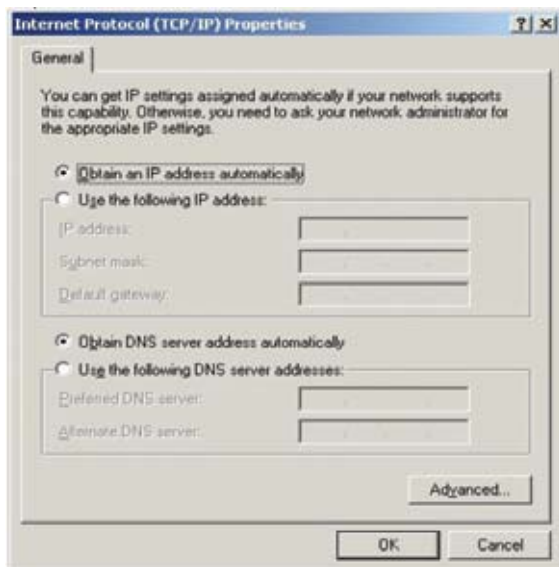 Internet Protocol (TCP/IP) Properties
General
You can get IP settings assigned automatically if your network supports
this capability. Otherwise, you need to ask your network administrator for
the appropriate IP settings.
Obtain an IP address automatically
Use the following IP address:
IP address:
Subnet mask:
Default gateway:
Obtain DNS server address automatically
Use the following DNS server addresses:
Preferred DNS server:
Alternate DNS server:
Advanced...
OK
Cancel